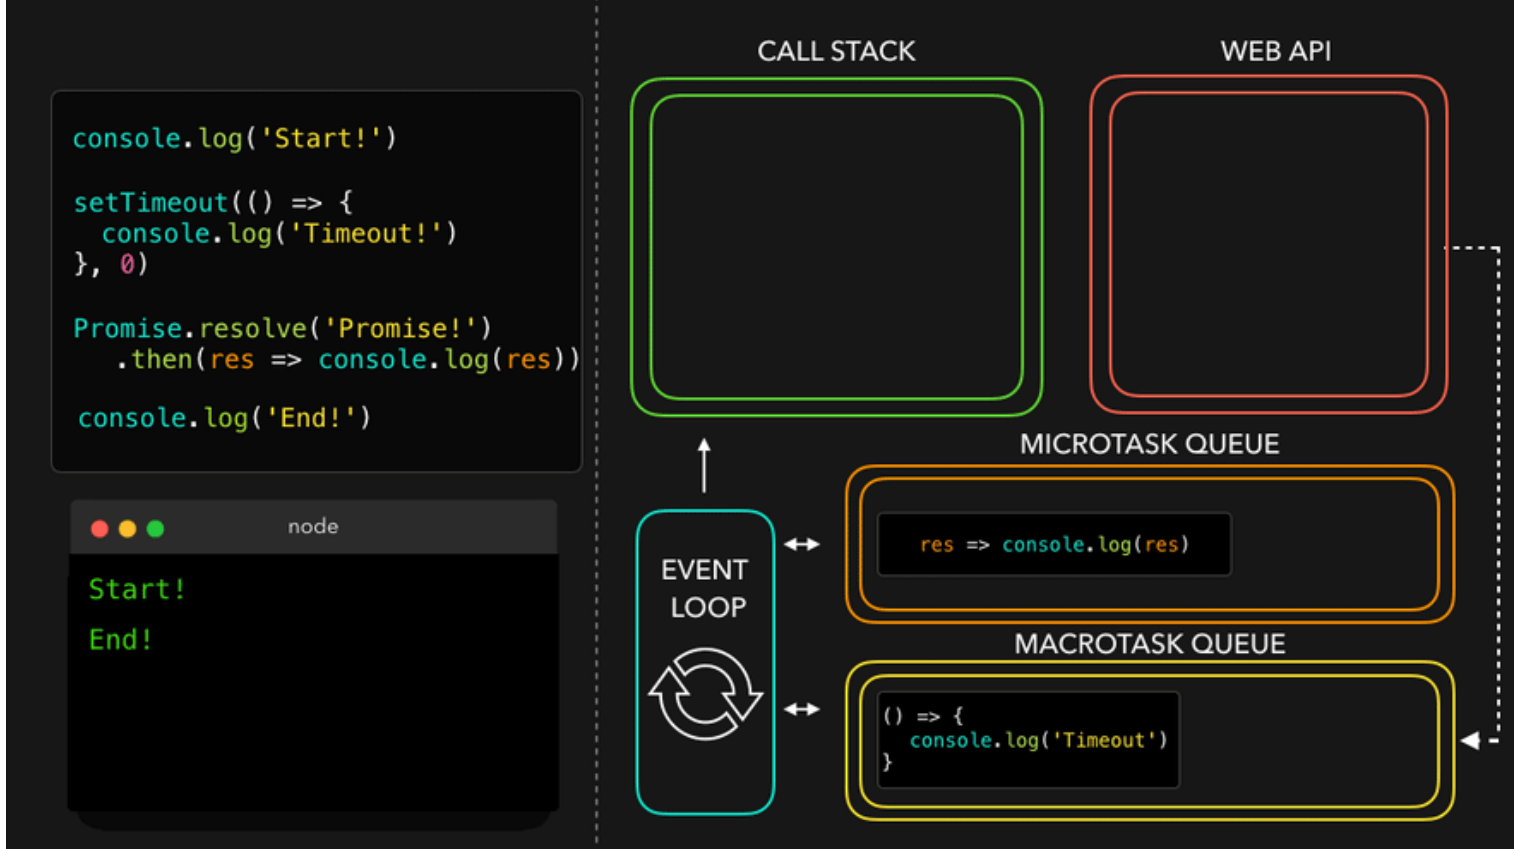 console.log('Start!')
setTimeout(() => {
  console.log('Timeout!')
}, 0)
Promise.resolve('Promise!')
   .then(res => console.log(res))
console.log('End!')
node
Start!
End!
CALL STACK
WEB API
MICROTASK QUEUE
res => console.log(res)
EVENT
LOOP
MACROTASK QUEUE
() => {
  console.log('Timeout')
}